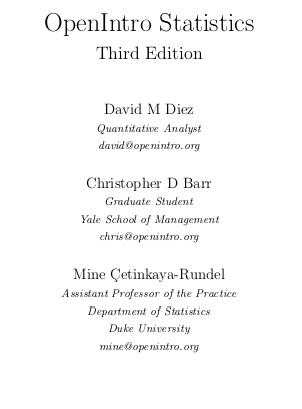 OpenIntro Statistics
Third Edition
David M Diez
Quantitative Analyst
david@openintro.org
Christopher D Barr
Graduate Student
Yale School of Management
chris@openintro.org
Mine Çetinkaya-Rundel
Assistant Professor of the Practice
Department of Statistics
Duke University
mine@openintro.org